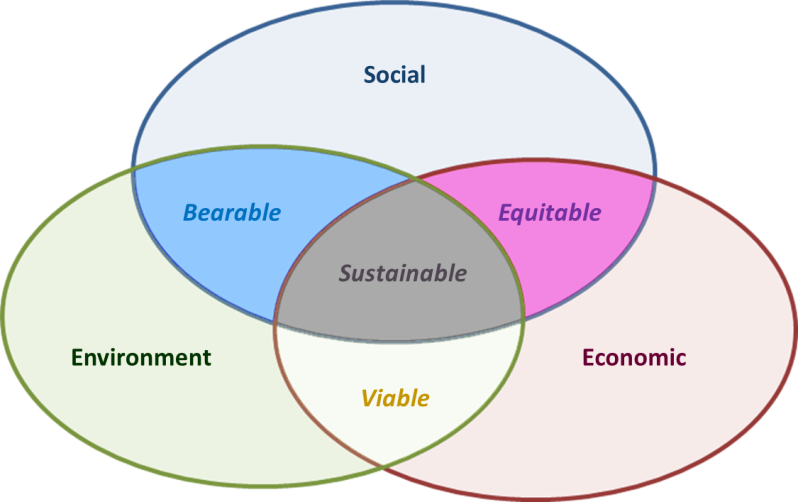 Social
Bearable
Equitable
Sustainable
Environment
Economic
Viable